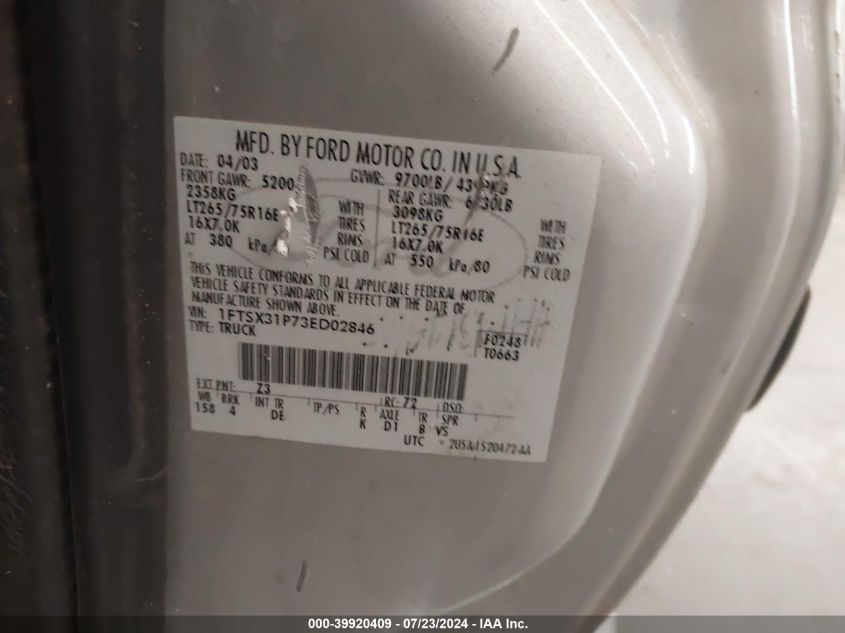 MFD. BY FORD MOTOR CO. IN U.S.A.
DATE: 04/03 GVWR: 9700LB/
FRONT GAWR: 5200 REAR GAWR:
2358KG WITH 3098KG WITH
LT265/75R16E TIRES LT265/75R16E TIRES
16X7.0K RIMS 16X7.0K RIMS
AT 380 kPa/ PSI COLD AT 550 kPa/80 PSI COLD
THIS VEHICLE CONFORMS TO ALL APPLICABLE FEDERAL MOTOR
VEHICLE SAFETY STANDARDS IN EFFECT ON THE DATE OF
MANUFACTURE SHOWN ABOVE.
VIN: 1FTSX31P73ED02846 F0248
TYPE: TRUCK T0663
EXT PNT: Z3 RC: 72 DSO:
WB BRK INT TR TP/PS R AXLE TR SPR
158 4 DE K D1 B VS
UTC 2U5A-1520472-AA
000-39920409 - 07/23/2024 - IAA Inc.